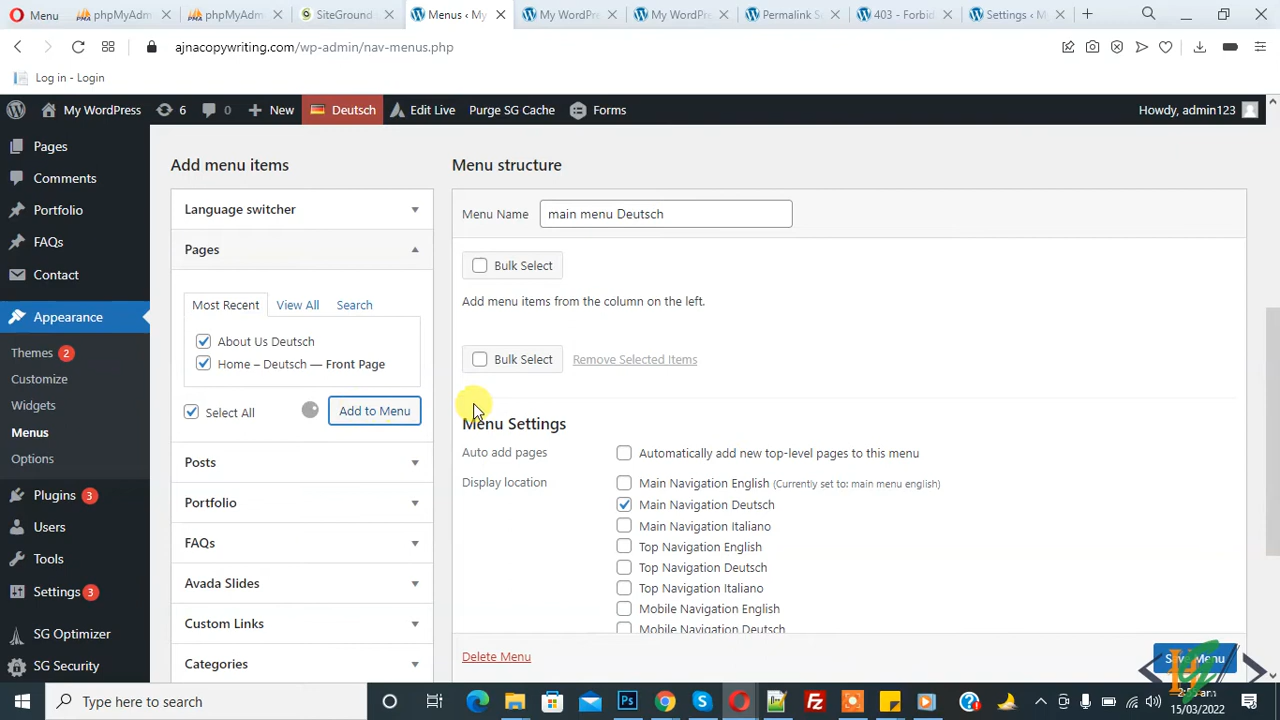 Menu
phpMyAdm
phpMyAdm
SiteGround
Menus ‹ My
My WordPre
My WordPr
Permalink S
403 - Forbid
Settings ‹ M
ajnacopywriting.com/wp-admin/nav-menus.php
Log in - Login
My WordPress
6
0
New
Deutsch
Edit Live
Purge SG Cache
Forms
Howdy, admin123
Pages
Comments
Portfolio
FAQs
Contact
Appearance
Themes 2
Customize
Widgets
Menus
Options
Plugins 3
Users
Tools
Settings 3
SG Optimizer
SG Security
Add menu items
Language switcher
Pages
Most Recent
View All
Search
About Us Deutsch
Home – Deutsch — Front Page
Select All
Add to Menu
Posts
Portfolio
FAQs
Avada Slides
Custom Links
Categories
Menu structure
Menu Name
main menu Deutsch
Bulk Select
Add menu items from the column on the left.
Bulk Select
Remove Selected Items
Menu Settings
Auto add pages
Automatically add new top-level pages to this menu
Display location
Main Navigation English (Currently set to: main menu english)
Main Navigation Deutsch
Main Navigation Italiano
Top Navigation English
Top Navigation Deutsch
Top Navigation Italiano
Mobile Navigation English
Mobile Navigation Deutsch
Delete Menu
Save Menu
Type here to search
15/03/2022